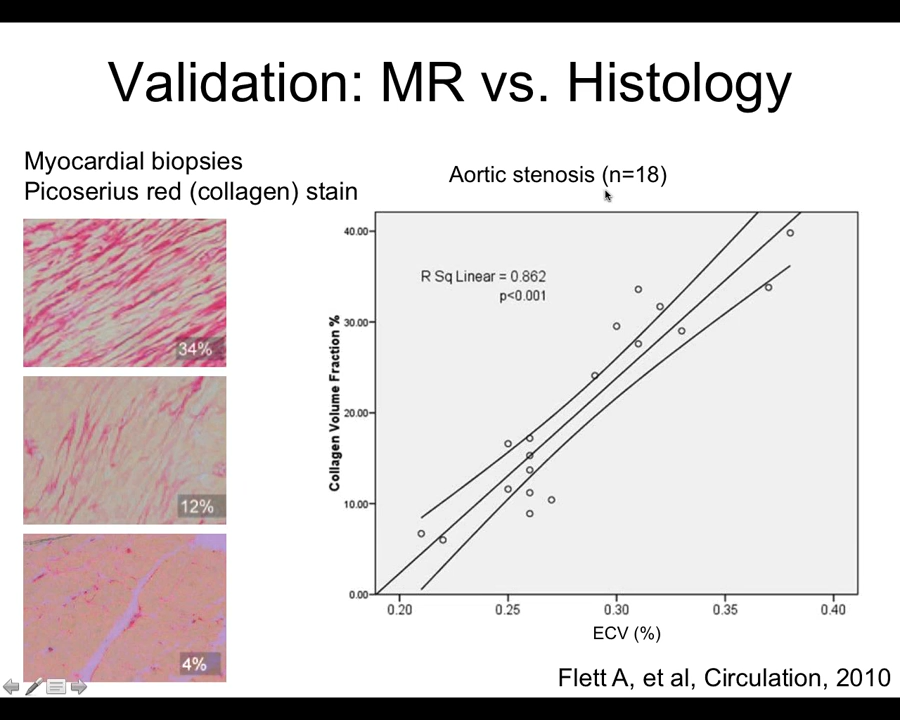 Validation: MR vs. Histology
Myocardial biopsies
Picoserius red (collagen) stain
34%
12%
4%
Aortic stenosis (n=18)
R Sq Linear = 0.862
p<0.001
Collagen Volume Fraction %
40.00
30.00
20.00
10.00
0.00
0.20 0.25 0.30 0.35 0.40
ECV (%)
Flett A, et al, Circulation, 2010